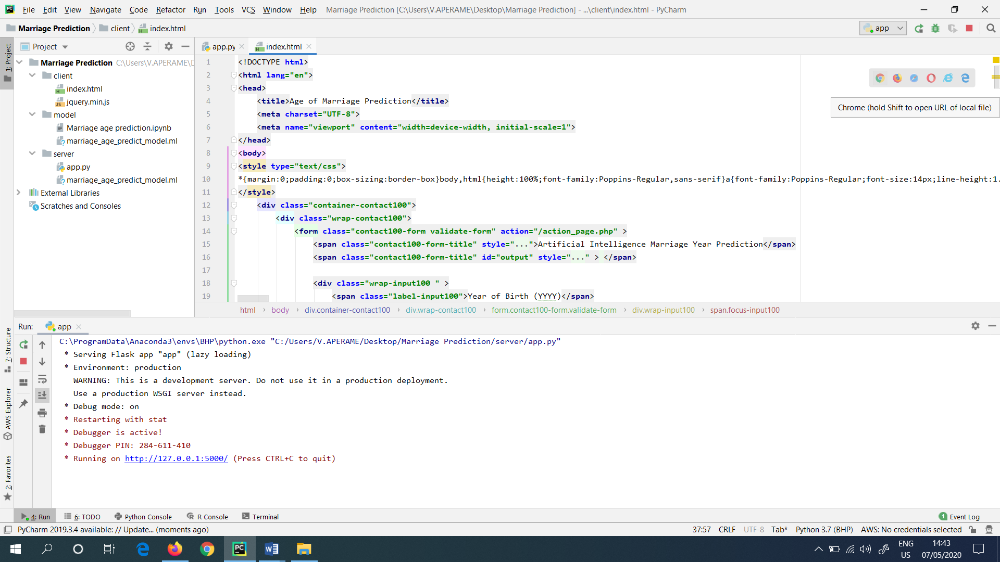 File Edit View Navigate Code Refactor Run Tools VCS Window Help Marriage Prediction [C:\Users\V.APERAME\Desktop\Marriage Prediction] - ...\client\index.html - PyCharm
Marriage Prediction client index.html app
Project app.py index.html
1: Project
Marriage Prediction C:\Users\V.APERAME\D
client
index.html
jquery.min.js
model
Marriage age prediction.ipynb
marriage_age_predict_model.ml
server
app.py
marriage_age_predict_model.ml
External Libraries
Scratches and Consoles
1 <!DOCTYPE html>
2 <html lang="en">
3 <head>
4 <title>Age of Marriage Prediction</title>
5 <meta charset="UTF-8">
6 <meta name="viewport" content="width=device-width, initial-scale=1">
7 </head>
8 <body>
9 <style type="text/css">
10 *{margin:0;padding:0;box-sizing:border-box}body,html{height:100%;font-family:Poppins-Regular,sans-serif}a{font-family:Poppins-Regular;font-size:14px;line-height:1.
11 </style>
12 <div class="container-contact100">
13 <div class="wrap-contact100">
14 <form class="contact100-form validate-form" action="/action_page.php" >
15 <span class="contact100-form-title" style="...">Artificial Intelligence Marriage Year Prediction</span>
16 <span class="contact100-form-title" id="output" style="..." > </span>
17
18 <div class="wrap-input100 " >
19 <span class="label-input100">Year of Birth (YYYY)</span>
Chrome (hold Shift to open URL of local file)
html body div.container-contact100 div.wrap-contact100 form.contact100-form.validate-form div.wrap-input100 span.focus-input100
Run: app
7: Structure
AWS Explorer
2: Favorites
C:\ProgramData\Anaconda3\envs\BHP\python.exe "C:/Users/V.APERAME/Desktop/Marriage Prediction/server/app.py"
* Serving Flask app "app" (lazy loading)
* Environment: production
WARNING: This is a development server. Do not use it in a production deployment.
Use a production WSGI server instead.
* Debug mode: on
* Restarting with stat
* Debugger is active!
* Debugger PIN: 284-611-410
* Running on http://127.0.0.1:5000/ (Press CTRL+C to quit)
4: Run 6: TODO Python Console R Console Terminal 1 Event Log
PyCharm 2019.3.4 available: // Update... (moments ago) 37:57 CRLF UTF-8 Tab* Python 3.7 (BHP) AWS: No credentials selected
ENG 14:43
US 07/05/2020